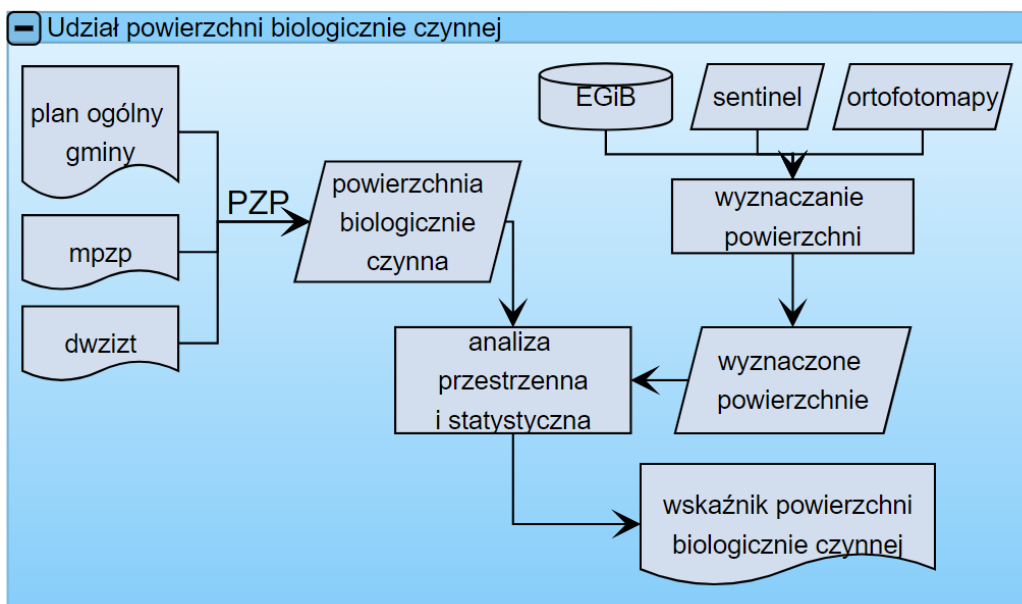 Udział powierzchni biologicznie czynnej
plan ogólny
gminy
mpzp
dwzizt
PZP
powierzchnia
biologicznie
czynna
EGiB
sentinel
ortofotomapy
wyznaczanie
powierzchni
analiza
przestrzenna
i statystyczna
wyznaczone
powierzchnie
wskaźnik powierzchni
biologicznie czynnej